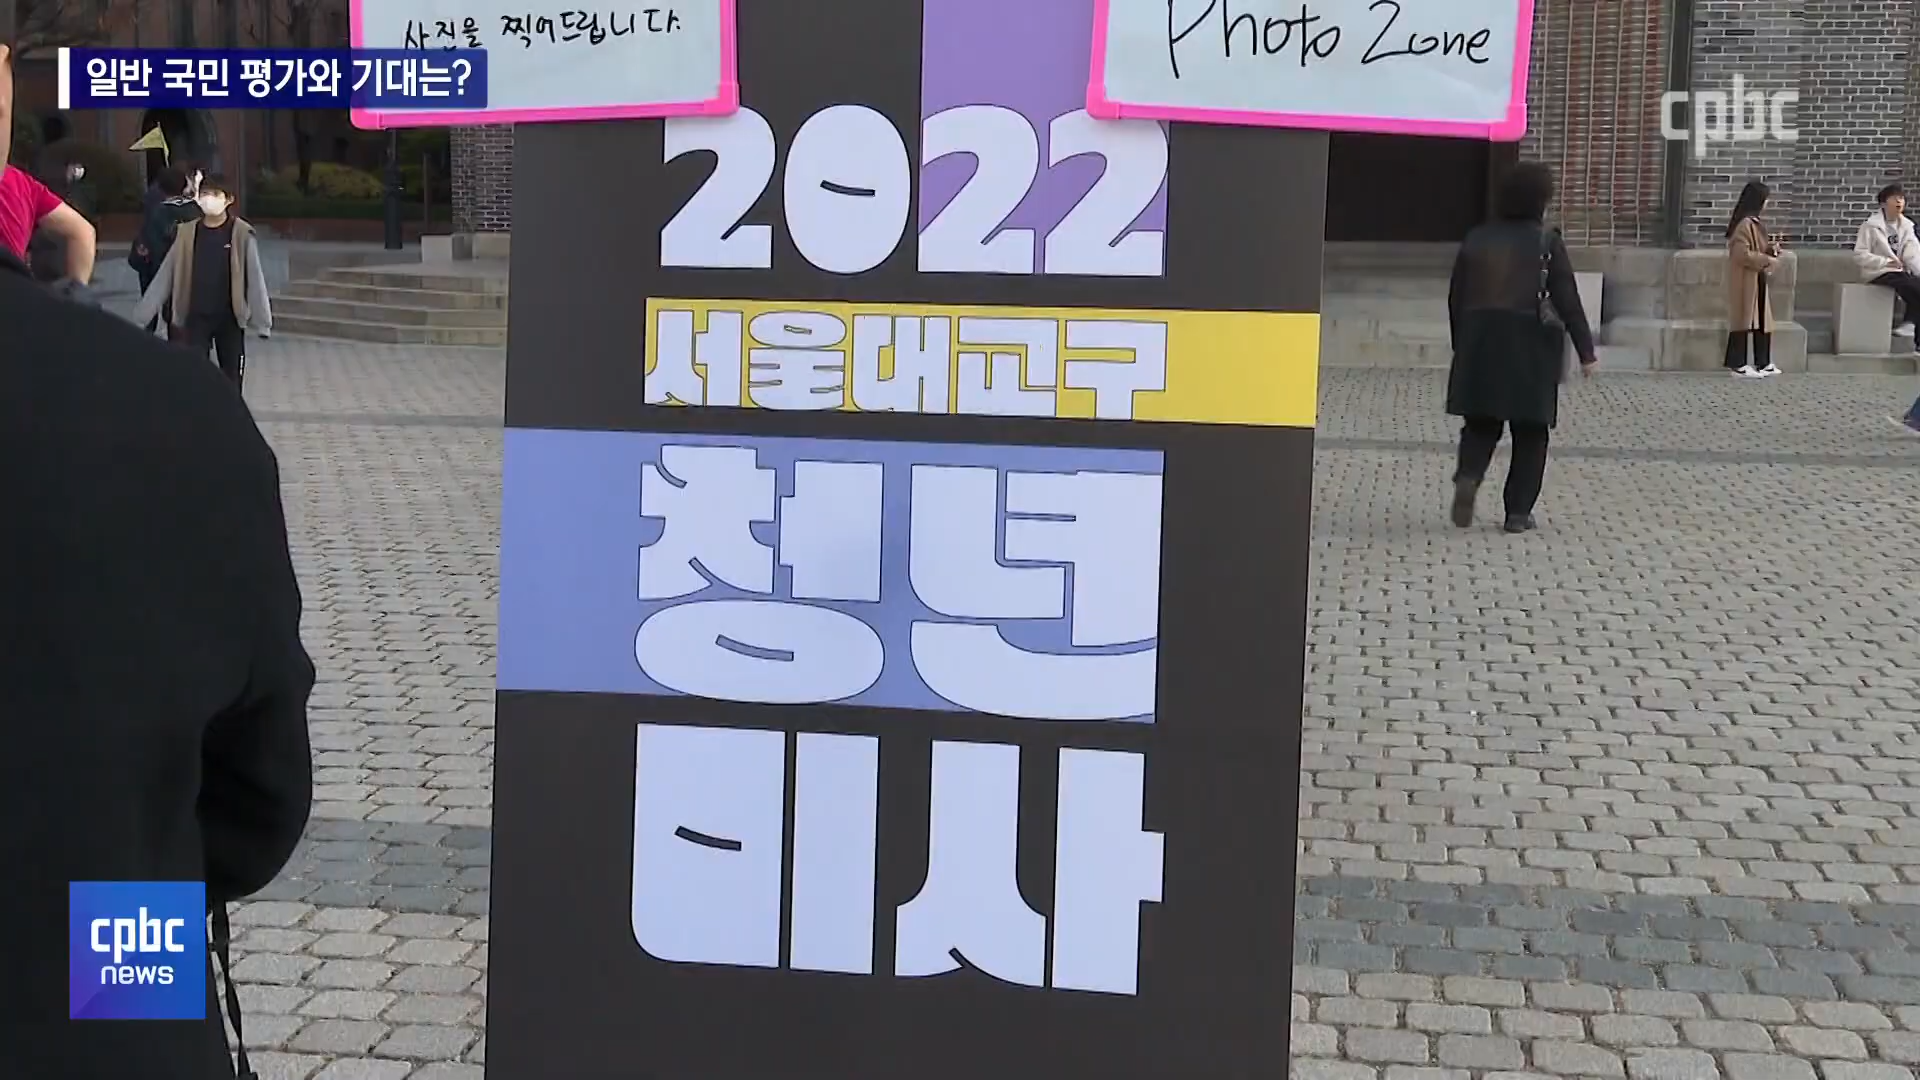 사진을 찍어드립니다.
Photo Zone
일반 국민 평가와 기대는?
cpbc
2022
서울대교구
청년
미사
cpbc
news